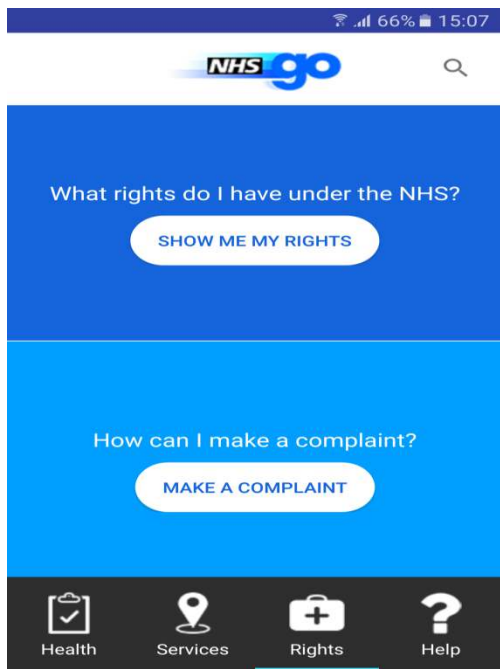 66% 15:07
NHS go
What rights do I have under the NHS?
SHOW ME MY RIGHTS
How can I make a complaint?
MAKE A COMPLAINT
Health Services Rights Help